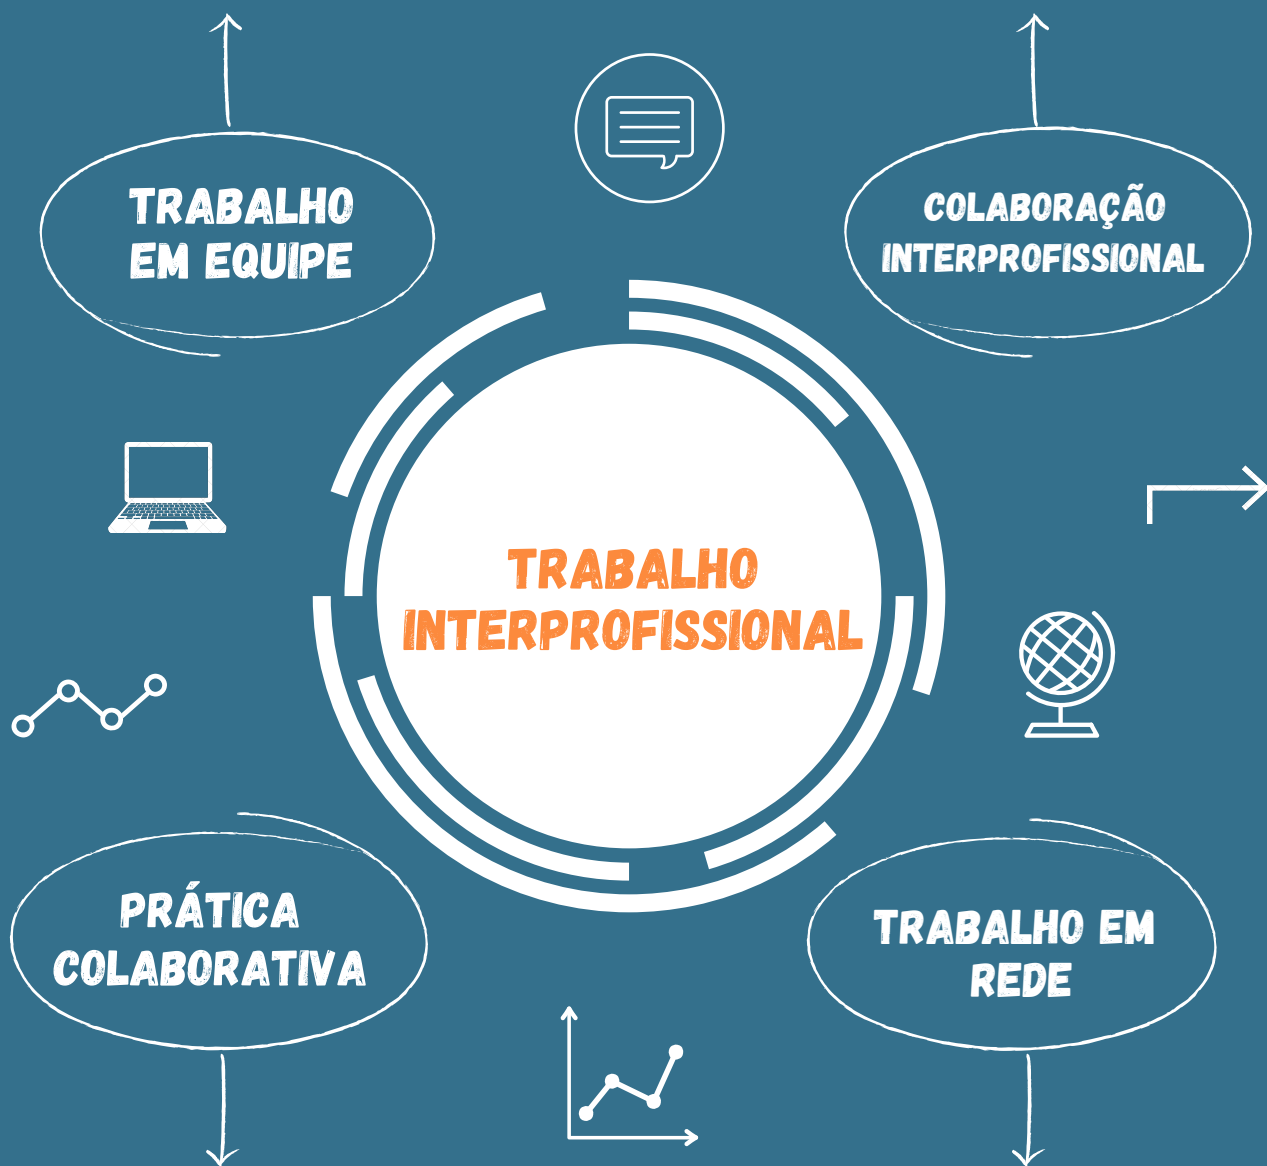 TRABALHO
EM EQUIPE
COLABORAÇÃO
INTERPROFISSIONAL
TRABALHO
INTERPROFISSIONAL
PRÁTICA
COLABORATIVA
TRABALHO EM
REDE